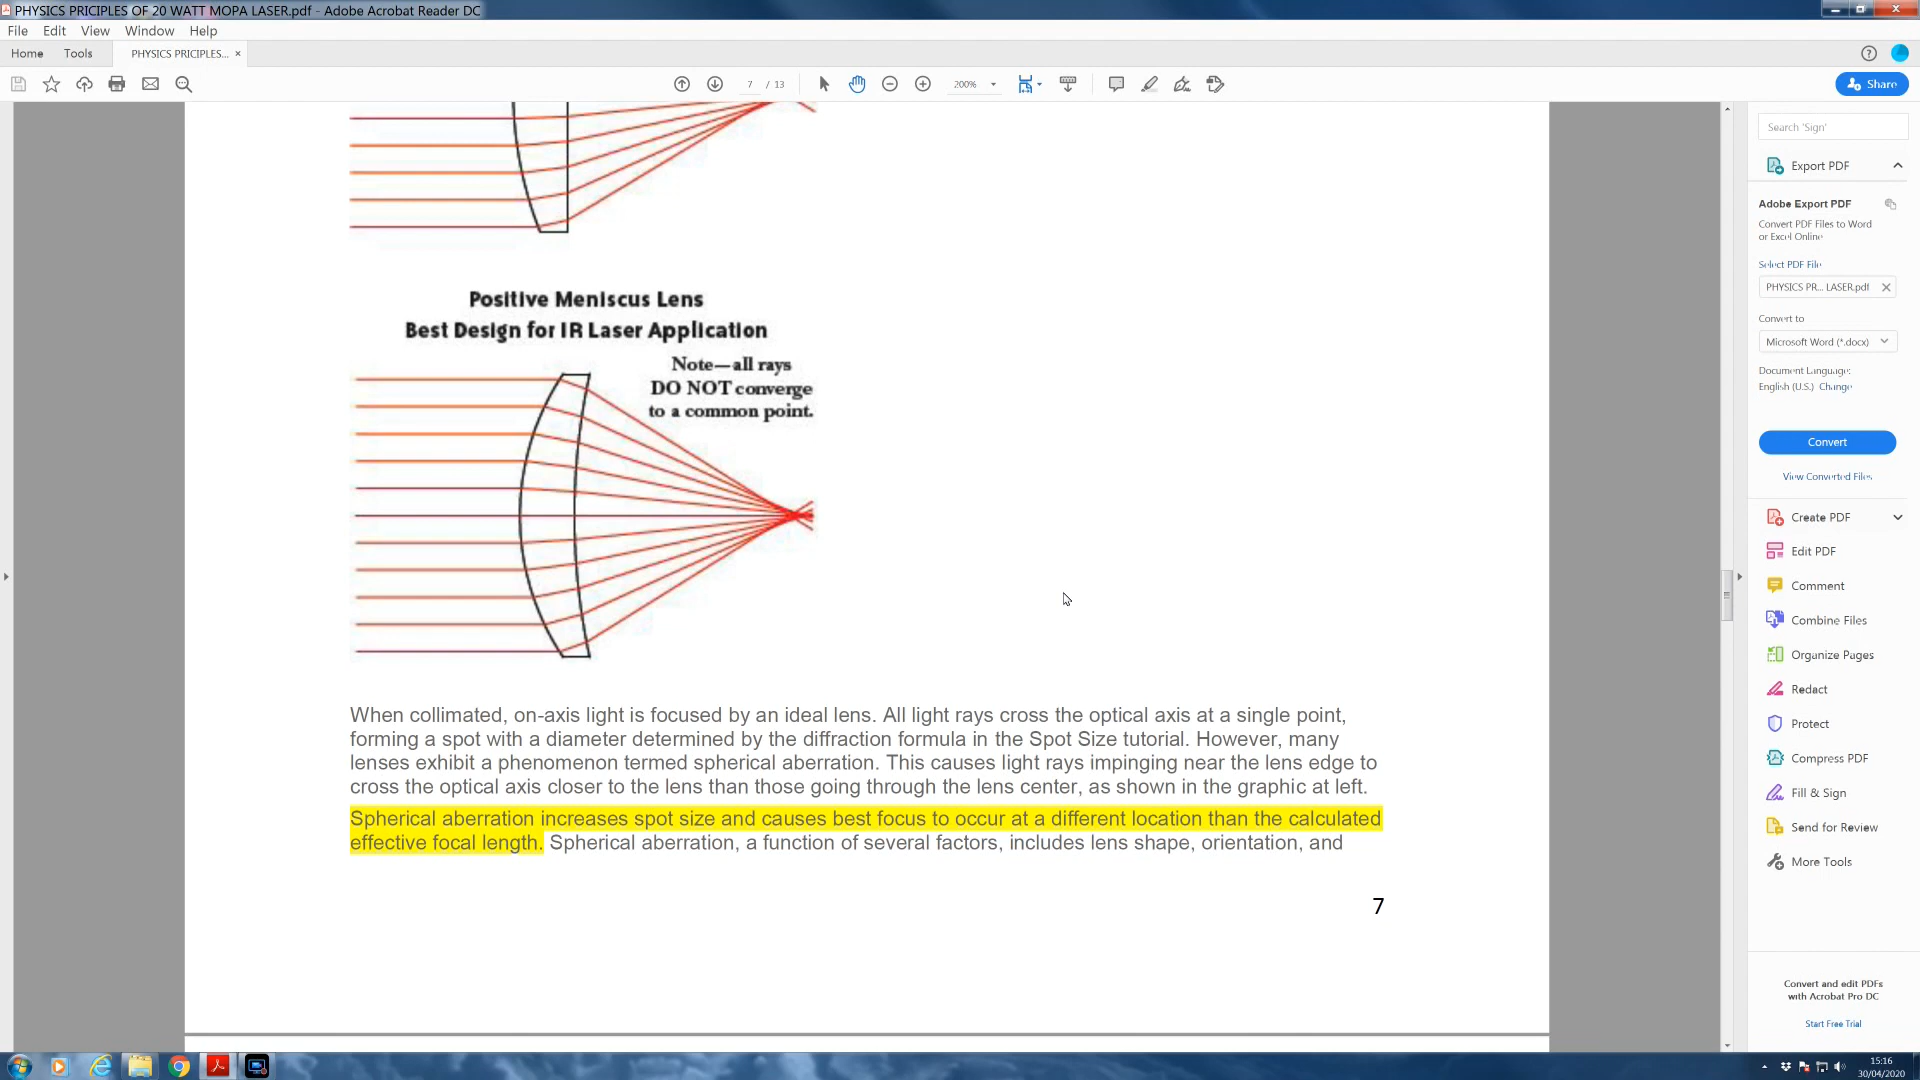 PHYSICS PRICIPLES OF 20 WATT MOPA LASER.pdf - Adobe Acrobat Reader DC
File Edit View Window Help
Home Tools PHYSICS PRICIPLES... ×
7 / 13 200% Share
Positive Meniscus Lens
Best Design for IR Laser Application
Note—all rays
DO NOT converge
to a common point.
When collimated, on-axis light is focused by an ideal lens. All light rays cross the optical axis at a single point,
forming a spot with a diameter determined by the diffraction formula in the Spot Size tutorial. However, many
lenses exhibit a phenomenon termed spherical aberration. This causes light rays impinging near the lens edge to
cross the optical axis closer to the lens than those going through the lens center, as shown in the graphic at left.
Spherical aberration increases spot size and causes best focus to occur at a different location than the calculated
effective focal length. Spherical aberration, a function of several factors, includes lens shape, orientation, and
7
Search 'Sign'
Export PDF
Adobe Export PDF
Convert PDF Files to Word
or Excel Online
Select PDF File
PHYSICS PR... LASER.pdf
Convert to
Microsoft Word (*.docx)
Document Language:
English (U.S.) Change
Convert
View Converted Files
Create PDF
Edit PDF
Comment
Combine Files
Organize Pages
Redact
Protect
Compress PDF
Fill & Sign
Send for Review
More Tools
Convert and edit PDFs
with Acrobat Pro DC
Start Free Trial
15:16
30/04/2020